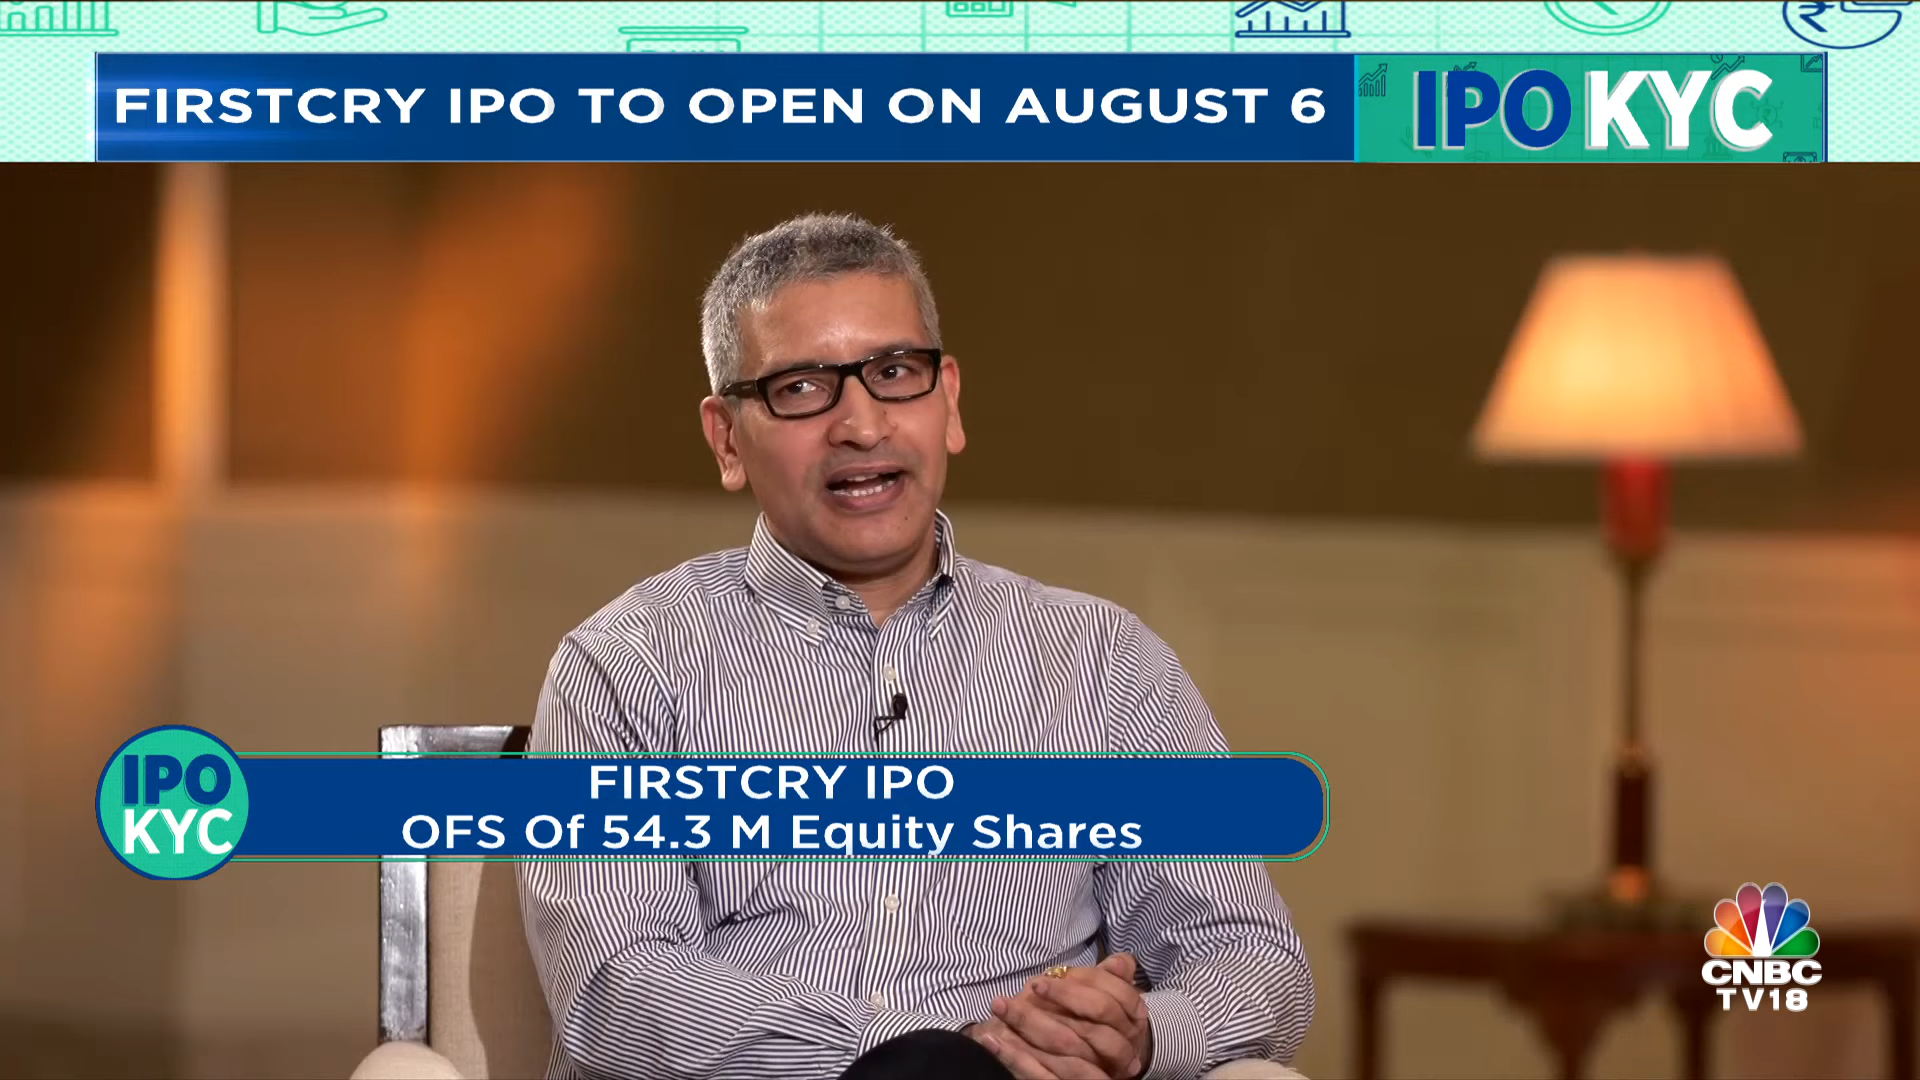 FIRSTCRY IPO TO OPEN ON AUGUST 6
IPO KYC
IPO
KYC
FIRSTCRY IPO
OFS Of 54.3 M Equity Shares
CNBC
TV18